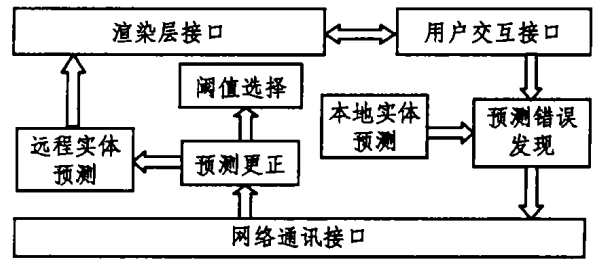 渲染层接口
用户交互接口
阈值选择
本地实体
预测
预测错误
发现
远程实体
预测
预测更正
网络通讯接口